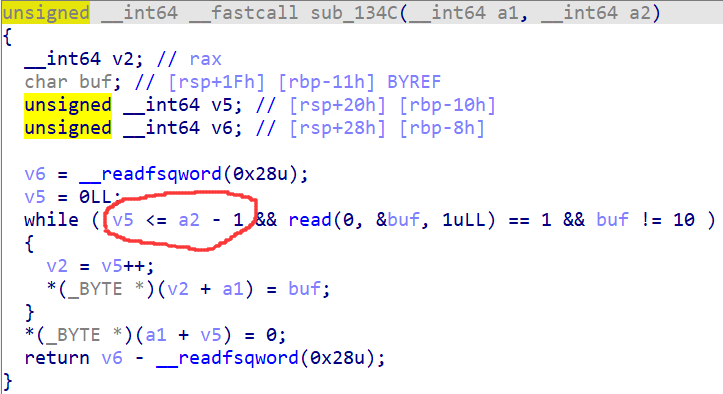 unsigned __int64 __fastcall sub_134C(__int64 a1, __int64 a2)
{
  __int64 v2; // rax
  char buf; // [rsp+1Fh] [rbp-11h] BYREF
  unsigned __int64 v5; // [rsp+20h] [rbp-10h]
  unsigned __int64 v6; // [rsp+28h] [rbp-8h]

  v6 = __readfsqword(0x28u);
  v5 = 0LL;
  while ( v5 <= a2 - 1 && read(0, &buf, 1uLL) == 1 && buf != 10 )
  {
    v2 = v5++;
    *(_BYTE *)(v2 + a1) = buf;
  }
  *(_BYTE *)(a1 + v5) = 0;
  return v6 - __readfsqword(0x28u);
}